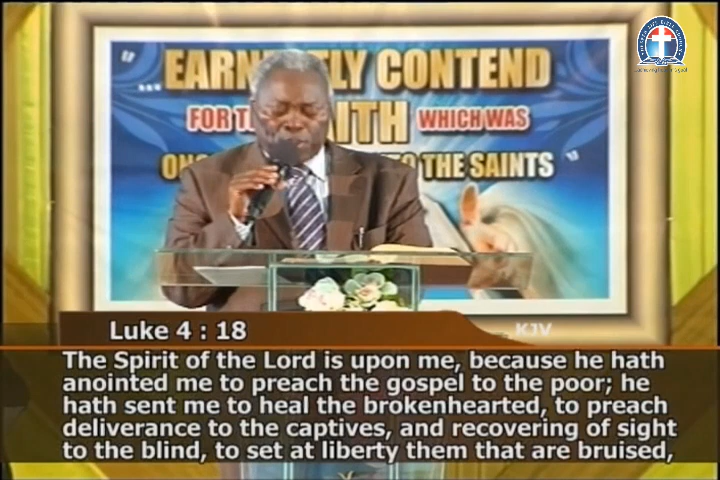 " ...EARNESTLY CONTEND
FOR THE FAITH WHICH WAS
TO THE SAINTS "
Luke 4 : 18
KJV
The Spirit of the Lord is upon me, because he hath
anointed me to preach the gospel to the poor; he
hath sent me to heal the brokenhearted, to preach
deliverance to the captives, and recovering of sight
to the blind, to set at liberty them that are bruised,